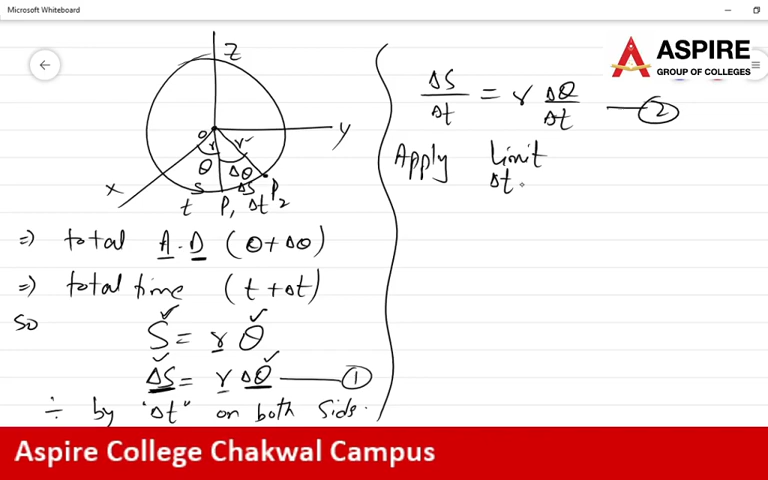 Microsoft Whiteboard
Z
O
y
r
r
θ
Δθ
x
S
ΔS
P2
t
P1
Δt
=> total A.D (θ+Δθ)
=> total time (t+Δt)
So
S = r θ
ΔS = r Δθ —— 1
÷ by "Δt" on both side.
ΔS/Δt = r Δθ/Δt —— 2
Apply limit
Δt
ASPIRE
GROUP OF COLLEGES
Aspire College Chakwal Campus